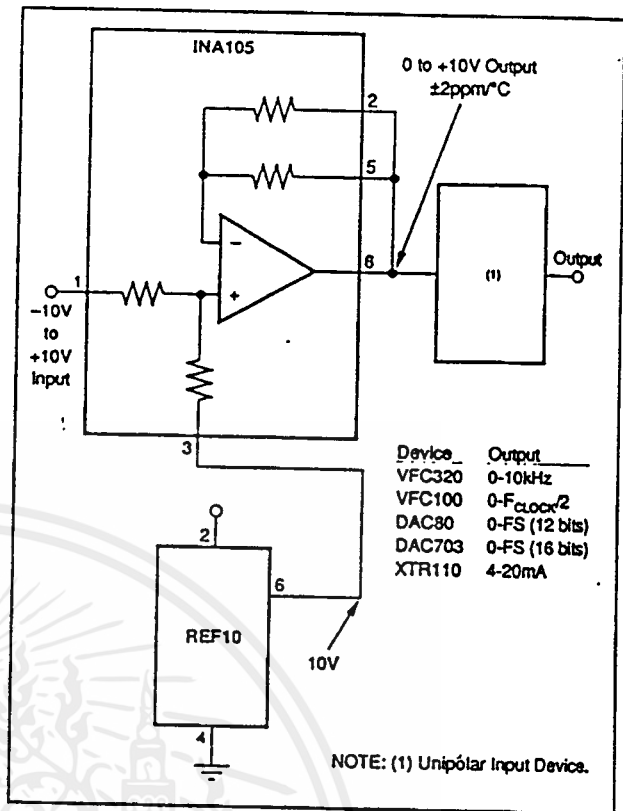 INA105
0 to +10V Output
±2ppm/°C
2
5
6
1
–10V
to
+10V
Input
(1)
Output
3
Device Output
VFC320 0-10kHz
VFC100 0-FCLOCK/2
DAC80 0-FS (12 bits)
DAC703 0-FS (16 bits)
XTR110 4-20mA
2
6
REF10
10V
4
NOTE: (1) Unipolar Input Device.